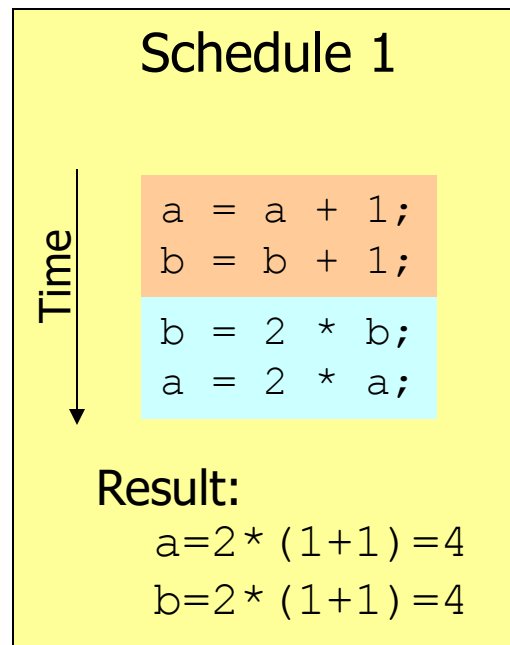 Schedule 1
Time
a = a + 1;
b = b + 1;
b = 2 * b;
a = 2 * a;
Result:
a=2*(1+1)=4
b=2*(1+1)=4